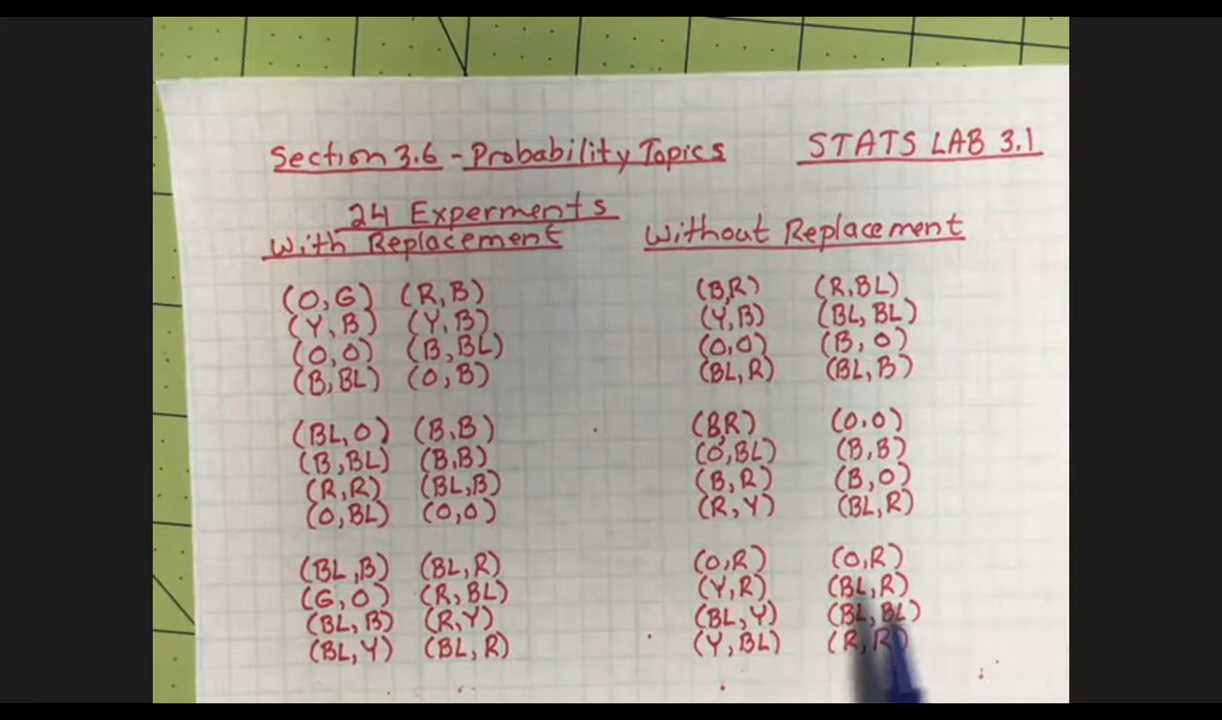 Section 3.6 - Probability Topics STATS LAB 3.1
24 Experments
With Replacement Without Replacement
(O,G) (R,B) (B,R) (R,BL)
(Y,B) (Y,B) (Y,B) (BL,BL)
(O,O) (B,BL) (O,O) (B,O)
(B,BL) (O,B) (BL,R) (BL,B)
(BL,O) (B,B) (B,R) (O,O)
(B,BL) (B,B) (O,BL) (B,B)
(R,R) (BL,B) (B,R) (B,O)
(O,BL) (O,O) (R,Y) (BL,R)
(BL,B) (BL,R) (O,R) (O,R)
(G,O) (R,BL) (Y,R) (BL,R)
(BL,B) (R,Y) (BL,Y) (BL,BL)
(BL,Y) (BL,R) (Y,BL) (R,R)